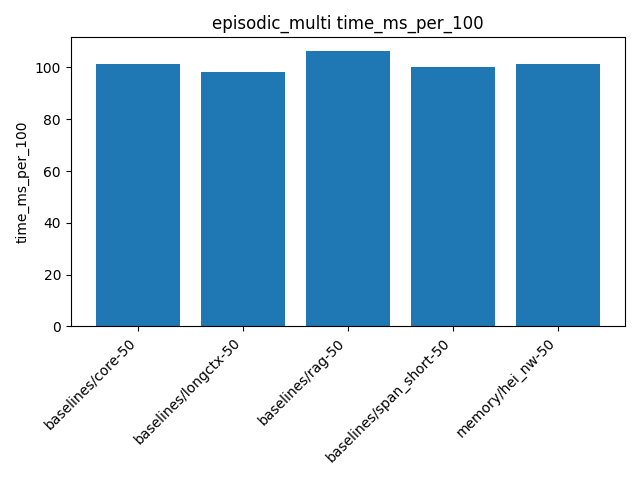 episodic_multi time_ms_per_100
time_ms_per_100
100
80
60
40
20
0
baselines/core-50
baselines/longctx-50
baselines/rag-50
baselines/span_short-50
memory/hei_nw-50